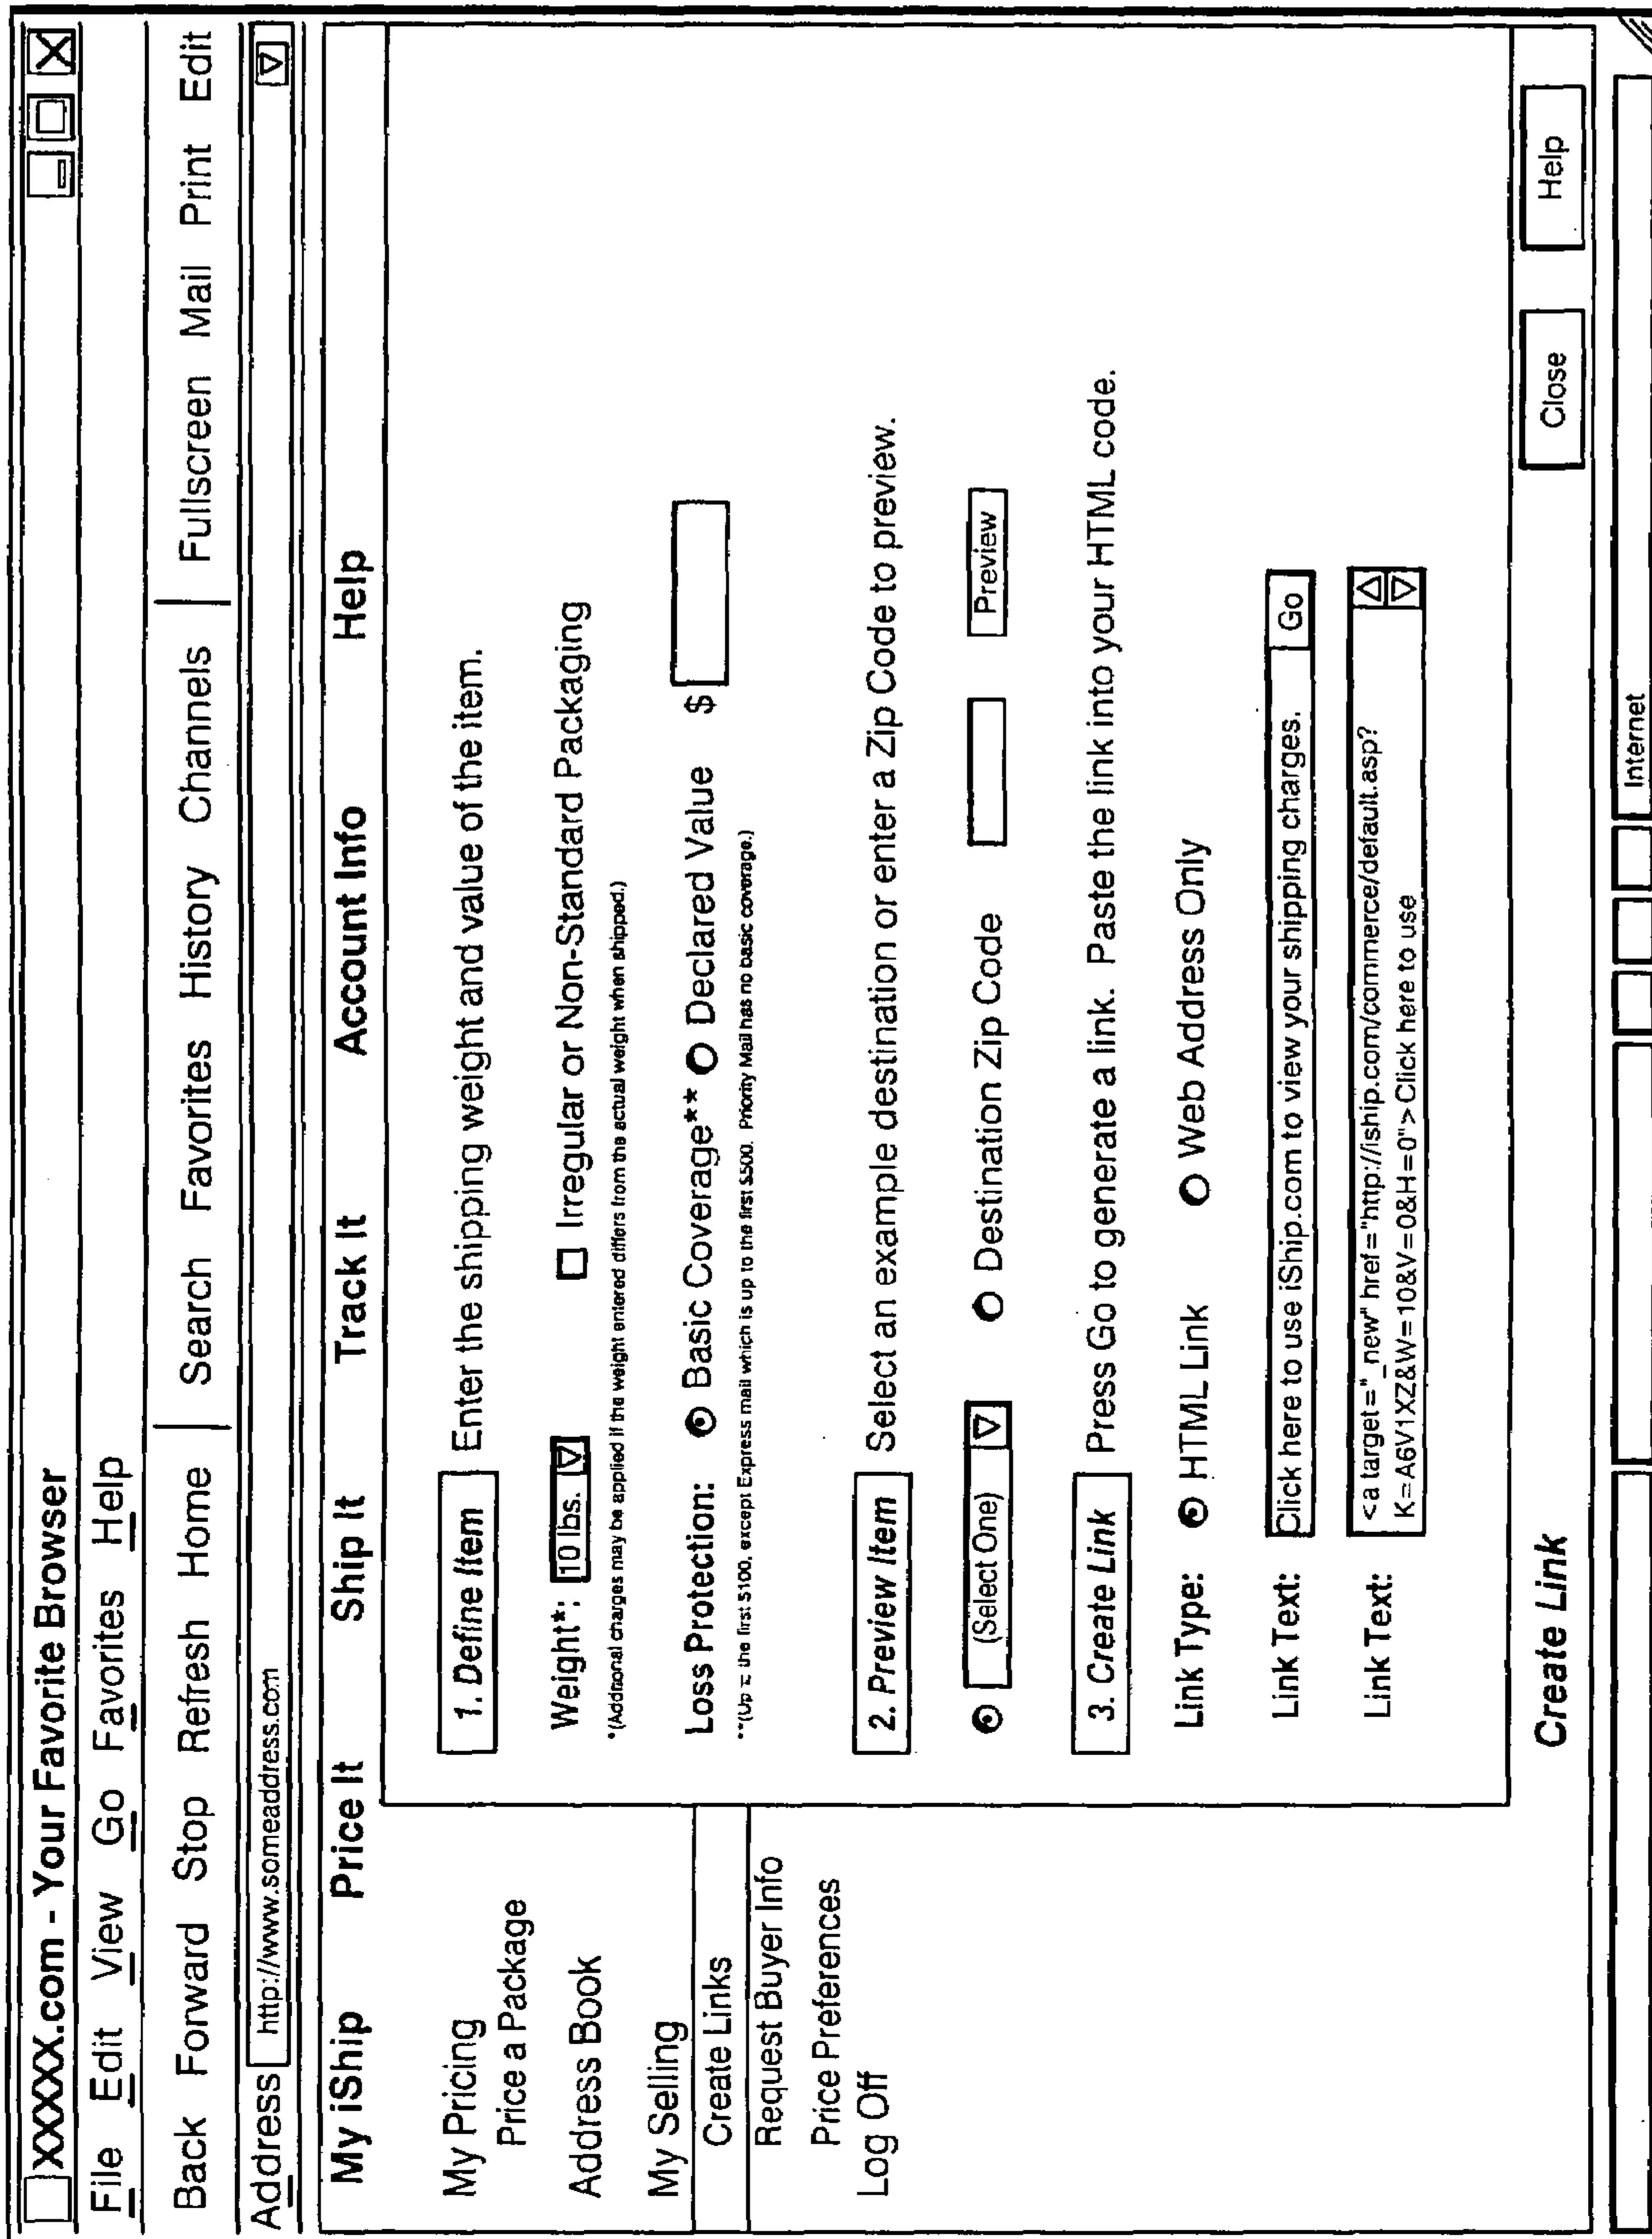 XXXXX.com - Your Favorite Browser
File Edit View Go Favorites Help
Back Forward Stop Refresh Home | Search Favorites History Channels | Fullscreen Mail Print Edit
Address http://www.someaddress.com
My iShip Price It Ship It Track It Account Info Help
My Pricing
Price a Package
Address Book
My Selling
Create Links
Request Buyer Info
Price Preferences
Log Off
1. Define Item Enter the shipping weight and value of the item.
Weight*: 10 lbs. Irregular or Non-Standard Packaging
*(Additional charges may be applied if the weight entered differs from the actual weight when shipped.)
Loss Protection: Basic Coverage** Declared Value $
**(Up = the first $100, except Express mail which is up to the first $500. Priority Mail has no basic coverage.)
2. Preview Item Select an example destination or enter a Zip Code to preview.
(Select One) Destination Zip Code Preview
3. Create Link Press Go to generate a link. Paste the link into your HTML code.
Link Type: HTML Link Web Address Only
Link Text: Click here to use iShip.com to view your shipping charges. Go
Link Text: <a target="_new" href="http://iship.com/commerce/default.asp?
K=A6V1XZ&W=10&V=0&H=0">Click here to use
Create Link Close Help
Internet